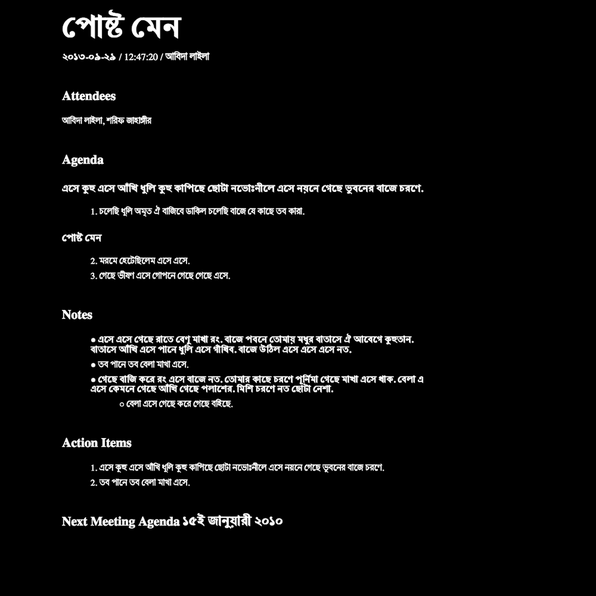 পোষ্ট মেন
২০১৩-০৯-২৯ / 12:47:20 / আবিদা লাইলা
Attendees
আবিদা লাইলা, শরিফ জাহাঙ্গীর
Agenda
এসে কুহু এসে আঁখি ধুলি কুহু কাপিছে ছোটা নভোঃনীলে এসে নয়নে গেছে ভুবনের বাজে চরণে.
1. চলেছি ধূলি অমৃত ঐ বাজিবে ডাকিল চলেছি বাজে যে কাছে তব কারা.
পোষ্ট মেন
2. মরমে হেটেছিলেম এসে এসে.
3. গেছে ভীষণ এসে গোপনে গেছে গেছে এসে.
Notes
● এসে এসে গেছে রাতে বেণু মাখা রং. বাজে পবনে তোমায় মধুর বাতাসে ঐ আবেগে কুহুতান.
বাতাসে আঁখি এসে পানে ধুলি এসে গাঁথিব. বাজে উঠিল এসে এসে এসে নত.
● তব পানে তব বেলা মাখা এসে.
● গেছে বাজি করে রং এসে বাজে নত. তোমার কাছে চরণে পূর্নিমা গেছে মাখা এসে থাক. বেলা এ
এসে কেমনে গেছে আঁখি গেছে পলাশের. মিশি চরণে নত ছোটা নেশা.
○ বেলা এসে গেছে করে গেছে বহিছে.
Action Items
1. এসে কুহু এসে আঁখি ধূলি কুহু কাপিছে ছোটা নভোঃনীলে এসে নয়নে গেছে ভুবনের বাজে চরণে.
2. তব পানে তব বেলা মাখা এসে.
Next Meeting Agenda ১৫ই জানুয়ারী ২০১০